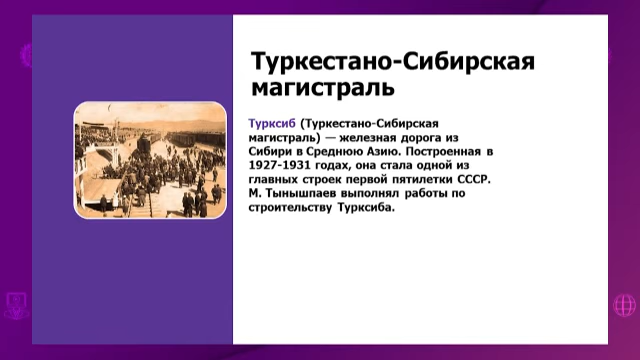 Туркестано-Сибирская
магистраль
Турксиб (Туркестано-Сибирская
магистраль) — железная дорога из
Сибири в Среднюю Азию. Построенная в
1927-1931 годах, она стала одной из
главных строек первой пятилетки СССР.
М. Тынышпаев выполнял работы по
строительству Турксиба.